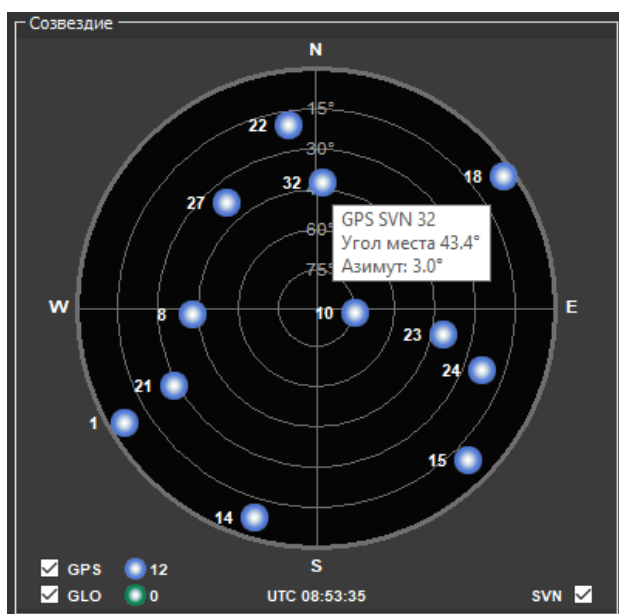 Созвездие
N
15°
22
30°
18
32
27
GPS SVN 32
Угол места 43.4°
Азимут: 3.0°
60°
75°
W
E
8
10
23
24
21
1
15
14
S
GPS 12
GLO 0
UTC 08:53:35
SVN